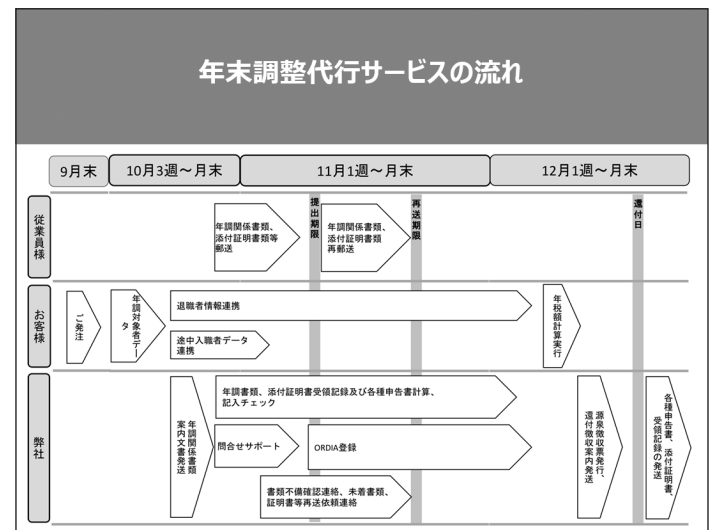 年末調整代行サービスの流れ
9月末
10月3週～月末
11月1週～月末
12月1週～月末
従業員様
年調関係書類、
添付証明書類等
郵送
提出期限
年調関係書類、
添付証明書類
再郵送
再送期限
還付日
お客様
ご発注
年調対象者デー
タ
退職者情報連携
途中入職者データ
連携
年税額計算実行
弊社
年調関係書類
案内文書発送
年調書類、添付証明書受領記録及び各種申告書計算、
記入チェック
問合せサポート
ORDIA登録
書類不備確認連絡、未着書類、
証明書等再送依頼連絡
源泉徴収票発行、
還付徴収案内発送
各種申告書、添付証明書、
受領記録の発送